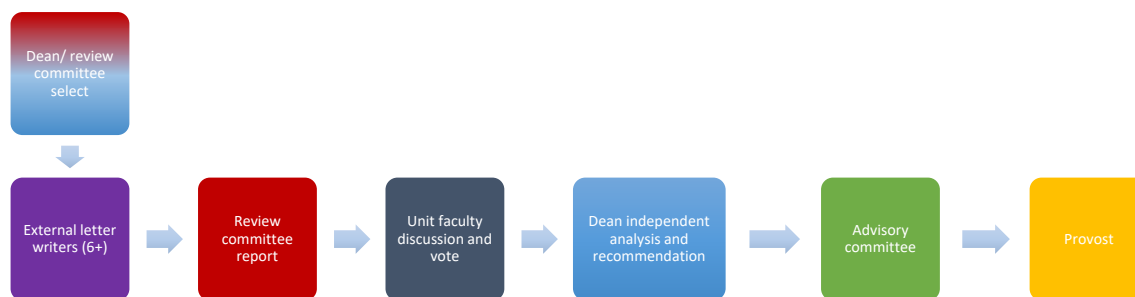 Dean/ review
committee
select
External letter
writers (6+)
Review
committee
report
Unit faculty
discussion and
vote
Dean independent
analysis and
recommendation
Advisory
committee
Provost